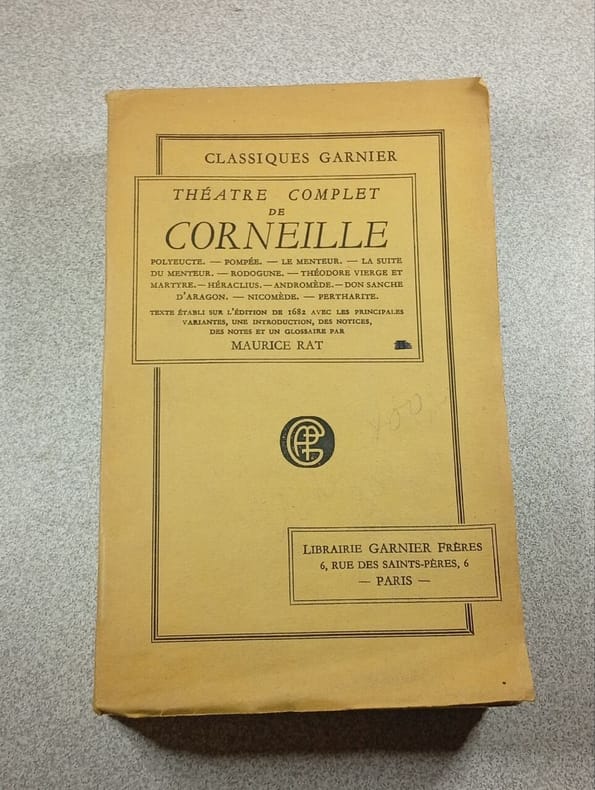 CLASSIQUES GARNIER
THÉATRE COMPLET
DE
CORNEILLE
POLYEUCTE. — POMPÉE. — LE MENTEUR. — LA SUITE
DU MENTEUR. — RODOGUNE. — THÉODORE VIERGE ET
MARTYRE. — HÉRACLIUS. — ANDROMÈDE. — DON SANCHE
D'ARAGON. — NICOMÈDE. — PERTHARITE.
TEXTE ÉTABLI SUR L'ÉDITION DE 1682 AVEC LES PRINCIPALES
VARIANTES, UNE INTRODUCTION, DES NOTICES,
DES NOTES ET UN GLOSSAIRE PAR
MAURICE RAT
LIBRAIRIE GARNIER FRÈRES
6, RUE DES SAINTS-PÈRES, 6
— PARIS —